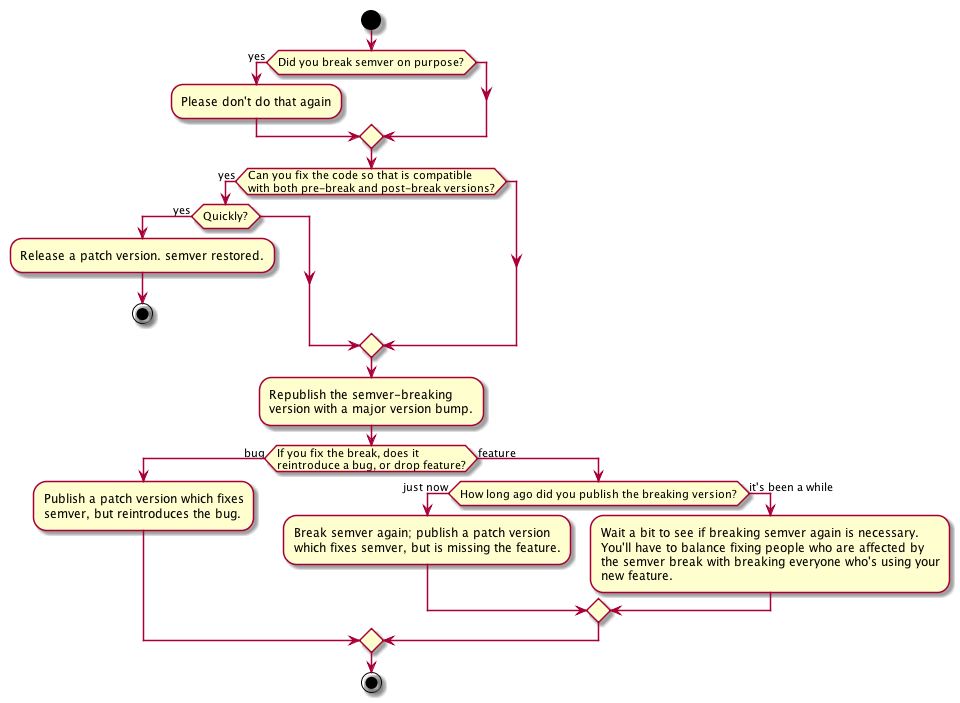 yes
Did you break semver on purpose?
Please don't do that again
yes
Can you fix the code so that is compatible
with both pre-break and post-break versions?
yes
Quickly?
Release a patch version. semver restored.
Republish the semver-breaking
version with a major version bump.
bug
If you fix the break, does it
reintroduce a bug, or drop feature?
feature
Publish a patch version which fixes
semver, but reintroduces the bug.
just now
How long ago did you publish the breaking version?
it's been a while
Break semver again; publish a patch version
which fixes semver, but is missing the feature.
Wait a bit to see if breaking semver again is necessary.
You'll have to balance fixing people who are affected by
the semver break with breaking everyone who's using your
new feature.